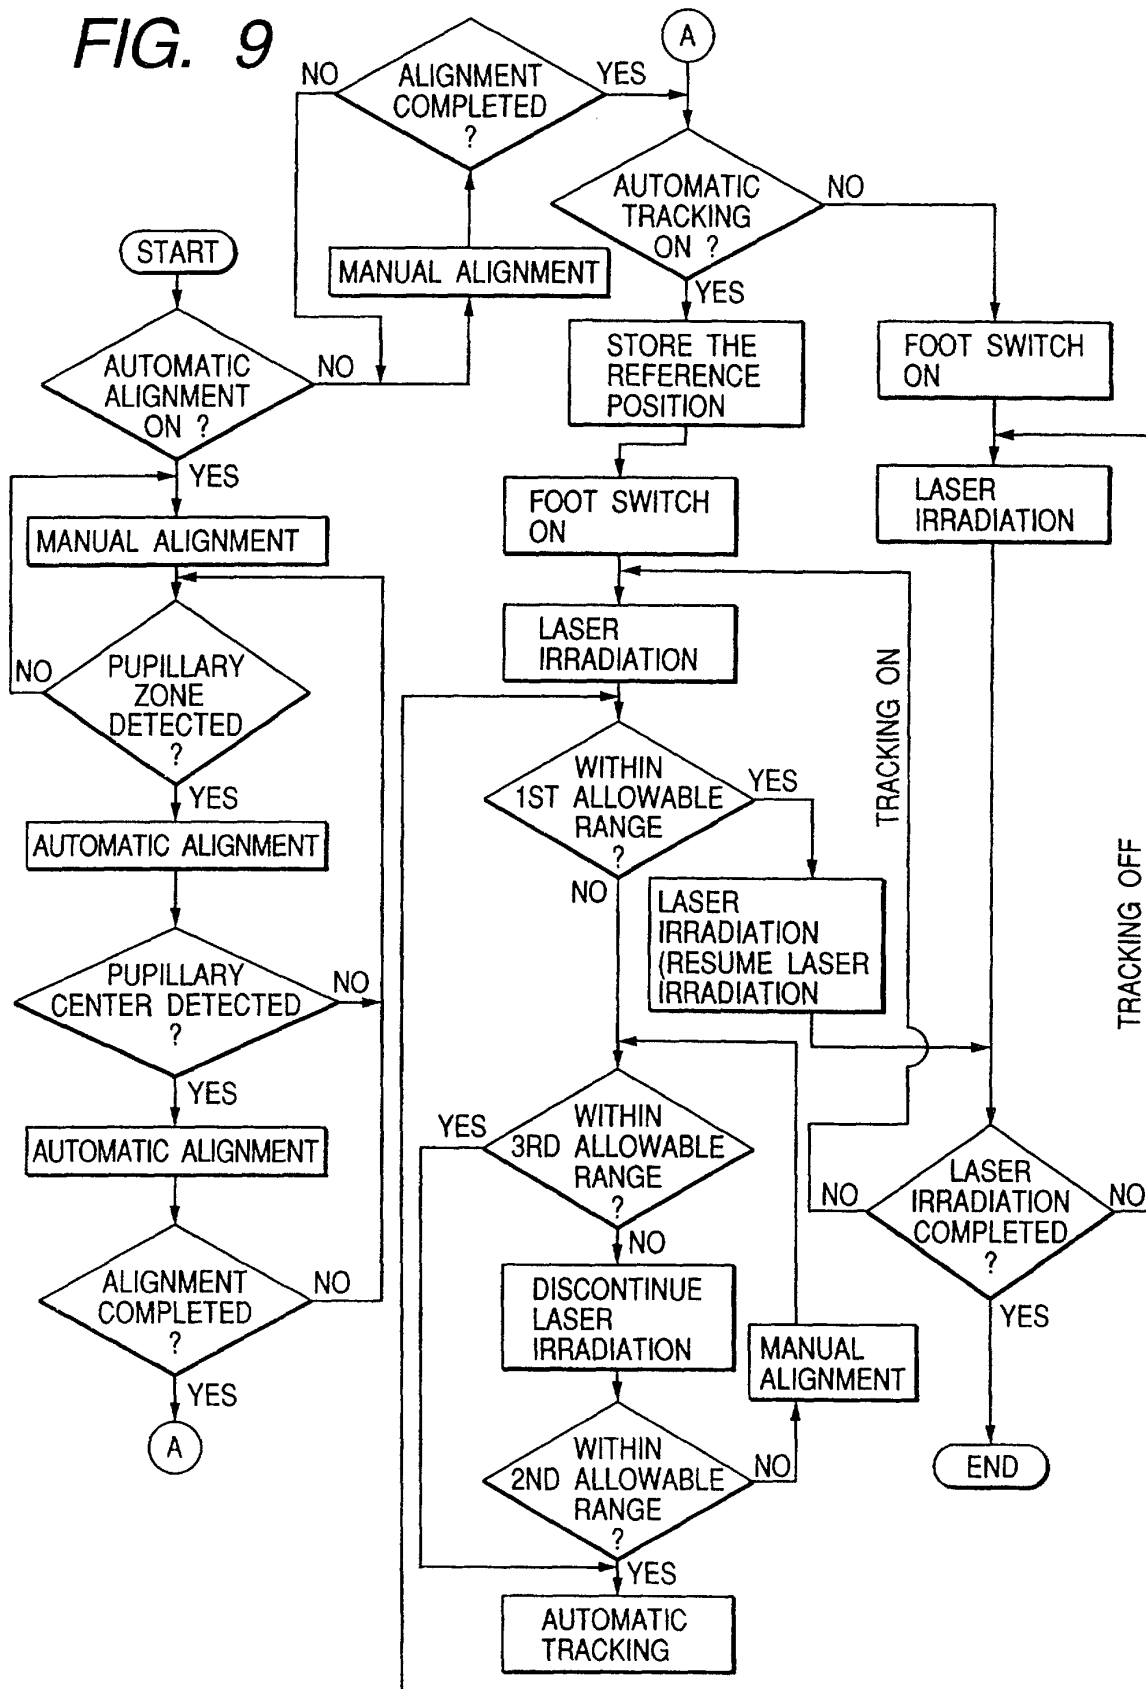 FIG. 9
START
AUTOMATIC
ALIGNMENT
ON ?
NO
YES
MANUAL ALIGNMENT
ALIGNMENT
COMPLETED
?
NO
YES
MANUAL ALIGNMENT
PUPILLARY
ZONE
DETECTED
?
NO
YES
AUTOMATIC ALIGNMENT
PUPILLARY
CENTER DETECTED
?
NO
YES
AUTOMATIC ALIGNMENT
ALIGNMENT
COMPLETED
?
NO
YES
A
A
AUTOMATIC
TRACKING
ON ?
NO
YES
STORE THE
REFERENCE
POSITION
FOOT SWITCH
ON
LASER
IRRADIATION
WITHIN
1ST ALLOWABLE
RANGE
?
YES
NO
LASER
IRRADIATION
(RESUME LASER
IRRADIATION
WITHIN
3RD ALLOWABLE
RANGE
?
YES
NO
DISCONTINUE
LASER
IRRADIATION
MANUAL
ALIGNMENT
WITHIN
2ND ALLOWABLE
RANGE
?
NO
YES
AUTOMATIC
TRACKING
FOOT SWITCH
ON
LASER
IRRADIATION
TRACKING ON
TRACKING OFF
LASER
IRRADIATION
COMPLETED
?
NO
NO
YES
END